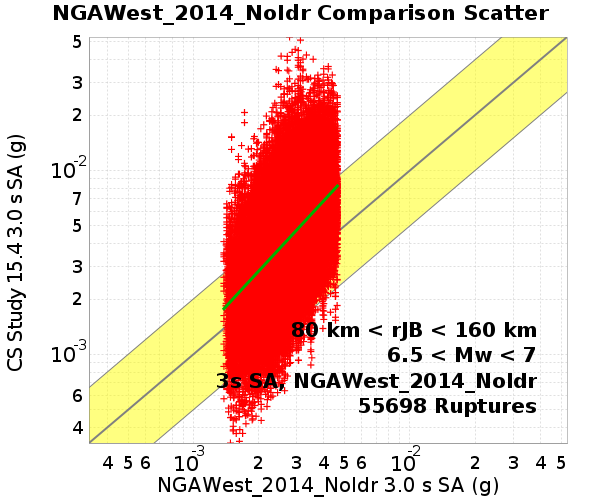 NGAWest_2014_NoIdr Comparison Scatter
CS Study 15.4 3.0 s SA (g)
5
3
2
10-2
7
5
3
2
10-3
6
4
80 km < rJB < 160 km
6.5 < Mw < 7
3s SA, NGAWest_2014_NoIdr
55698 Ruptures
4 5 6 10-3 2 3 4 5 6 10-2 2 3 4 5
NGAWest_2014_NoIdr 3.0 s SA (g)